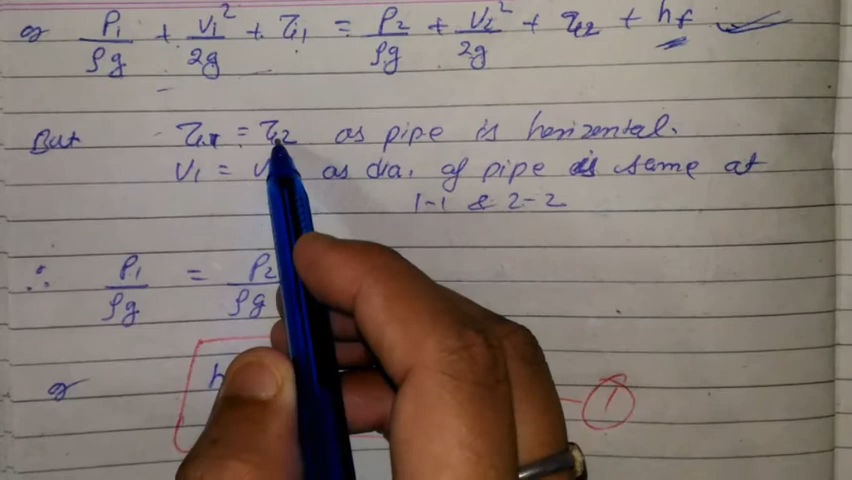 or P₁/ρg + V₁²/2g + Z₁ = P₂/ρg + V₂²/2g + Z₂ + hf
But Z₁ = Z₂ as pipe is horizontal.
V₁ = V as dia. of pipe is same at
1-1 & 2-2
∴ P₁/ρg = P₂/ρg
or h 1